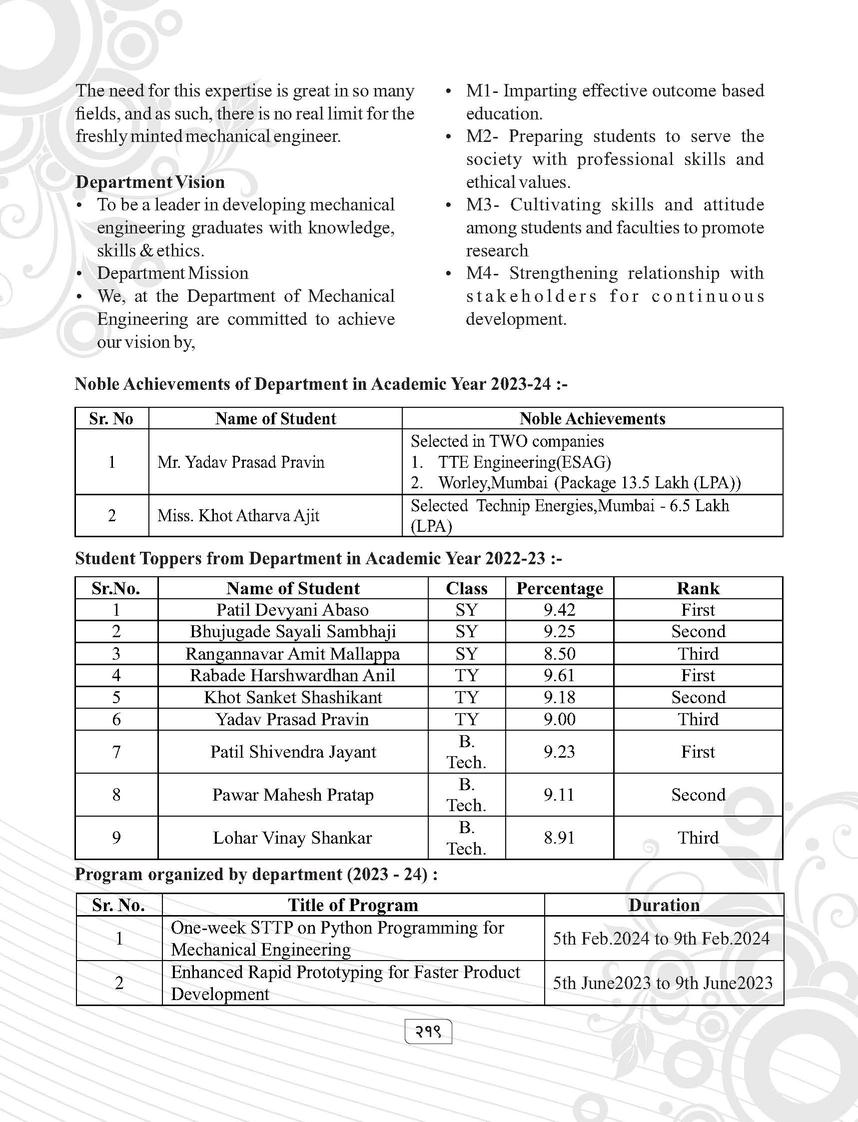 The need for this expertise is great in so many
fields, and as such, there is no real limit for the
freshly minted mechanical engineer.
Department Vision
• To be a leader in developing mechanical
engineering graduates with knowledge,
skills & ethics.
• Department Mission
• We, at the Department of Mechanical
Engineering are committed to achieve
our vision by,
• M1- Imparting effective outcome based
education.
• M2- Preparing students to serve the
society with professional skills and
ethical values.
• M3- Cultivating skills and attitude
among students and faculties to promote
research
• M4- Strengthening relationship with
stakeholders for continuous
development.
Noble Achievements of Department in Academic Year 2023-24 :-
Sr. No Name of Student Noble Achievements
1 Mr. Yadav Prasad Pravin Selected in TWO companies
1. TTE Engineering(ESAG)
2. Worley,Mumbai (Package 13.5 Lakh (LPA))
2 Miss. Khot Atharva Ajit Selected Technip Energies,Mumbai - 6.5 Lakh
(LPA)
Student Toppers from Department in Academic Year 2022-23 :-
Sr.No. Name of Student Class Percentage Rank
1 Patil Devyani Abaso SY 9.42 First
2 Bhujugade Sayali Sambhaji SY 9.25 Second
3 Rangannavar Amit Mallappa SY 8.50 Third
4 Rabade Harshwardhan Anil TY 9.61 First
5 Khot Sanket Shashikant TY 9.18 Second
6 Yadav Prasad Pravin TY 9.00 Third
7 Patil Shivendra Jayant B. Tech. 9.23 First
8 Pawar Mahesh Pratap B. Tech. 9.11 Second
9 Lohar Vinay Shankar B. Tech. 8.91 Third
Program organized by department (2023 - 24) :
Sr. No. Title of Program Duration
1 One-week STTP on Python Programming for
Mechanical Engineering 5th Feb.2024 to 9th Feb.2024
2 Enhanced Rapid Prototyping for Faster Product
Development 5th June2023 to 9th June2023
२१९